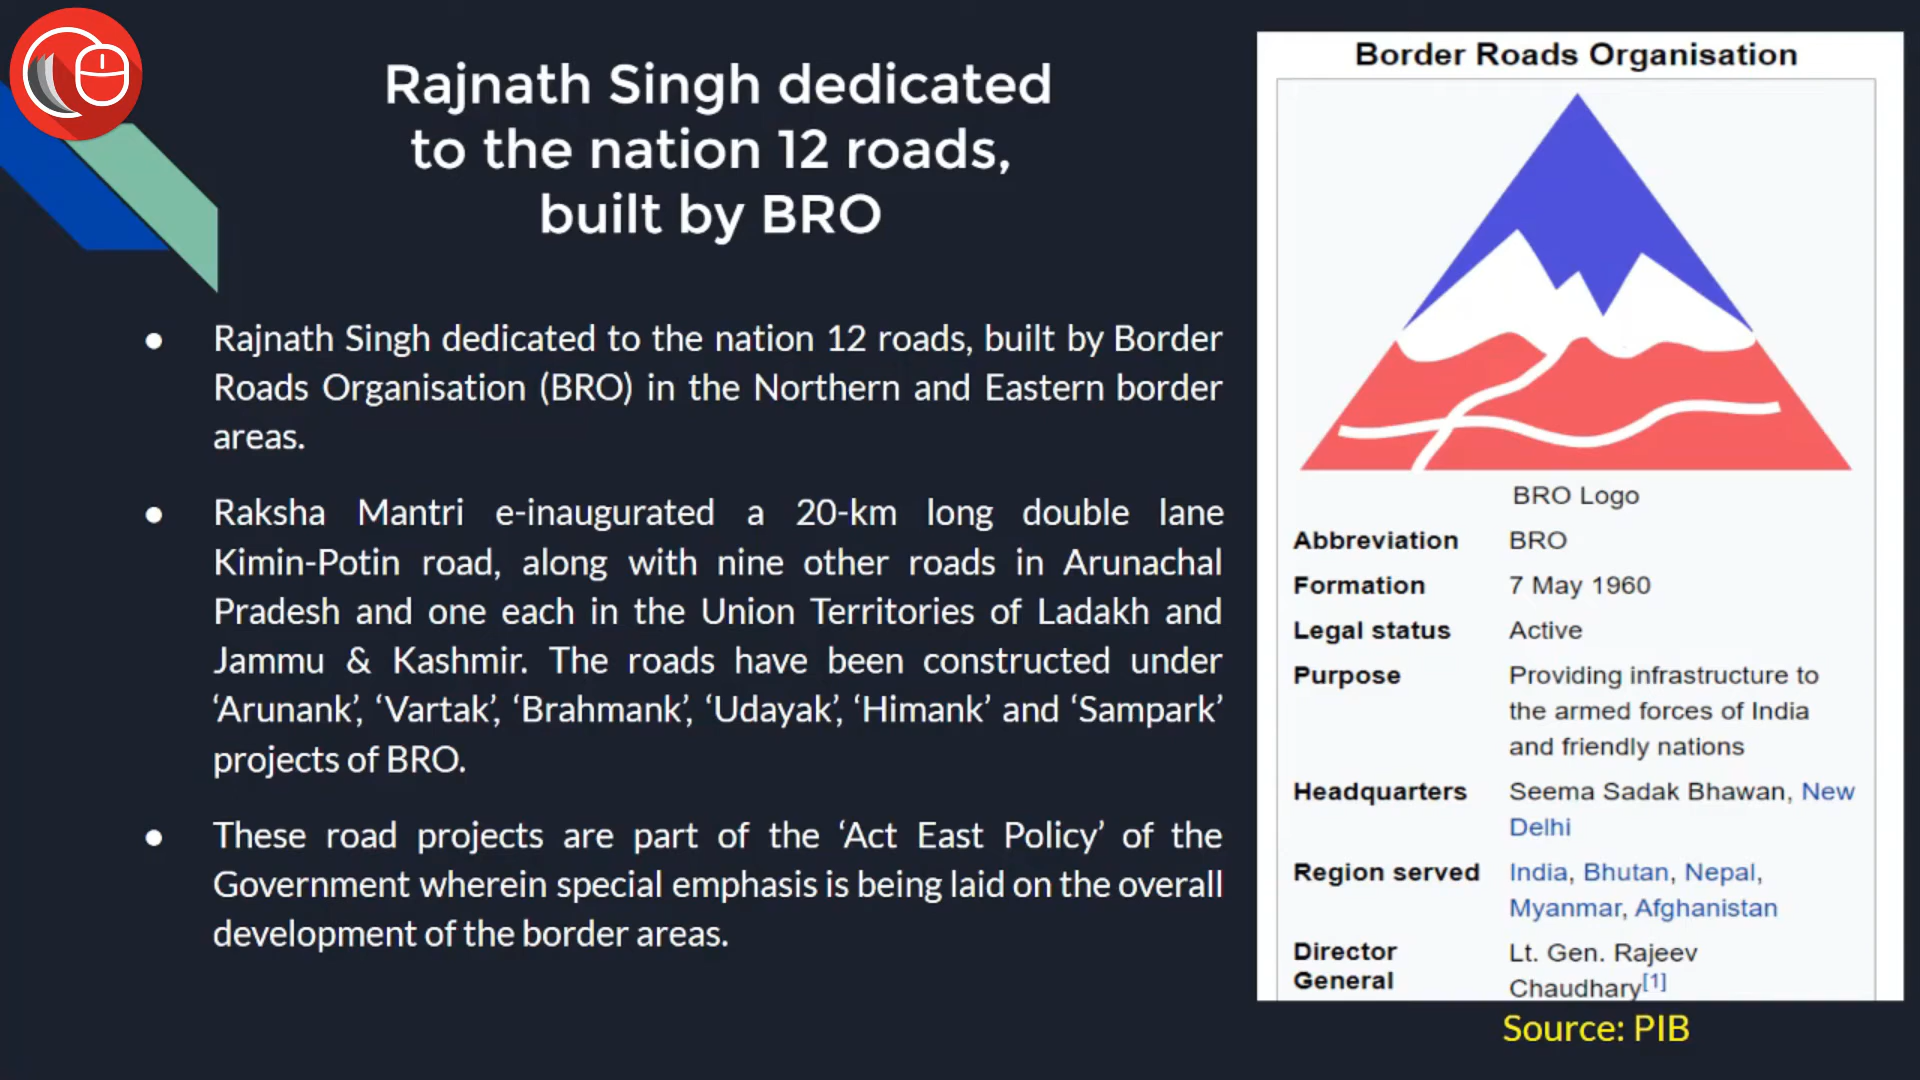 Rajnath Singh dedicated
to the nation 12 roads,
built by BRO
● Rajnath Singh dedicated to the nation 12 roads, built by Border
Roads Organisation (BRO) in the Northern and Eastern border
areas.
● Raksha Mantri e-inaugurated a 20-km long double lane
Kimin-Potin road, along with nine other roads in Arunachal
Pradesh and one each in the Union Territories of Ladakh and
Jammu & Kashmir. The roads have been constructed under
‘Arunank’, ‘Vartak’, ‘Brahmank’, ‘Udayak’, ‘Himank’ and ‘Sampark’
projects of BRO.
● These road projects are part of the ‘Act East Policy’ of the
Government wherein special emphasis is being laid on the overall
development of the border areas.
Border Roads Organisation
BRO Logo
Abbreviation BRO
Formation 7 May 1960
Legal status Active
Purpose Providing infrastructure to
the armed forces of India
and friendly nations
Headquarters Seema Sadak Bhawan, New
Delhi
Region served India, Bhutan, Nepal,
Myanmar, Afghanistan
Director Lt. Gen. Rajeev
General Chaudhary[1]
Source: PIB